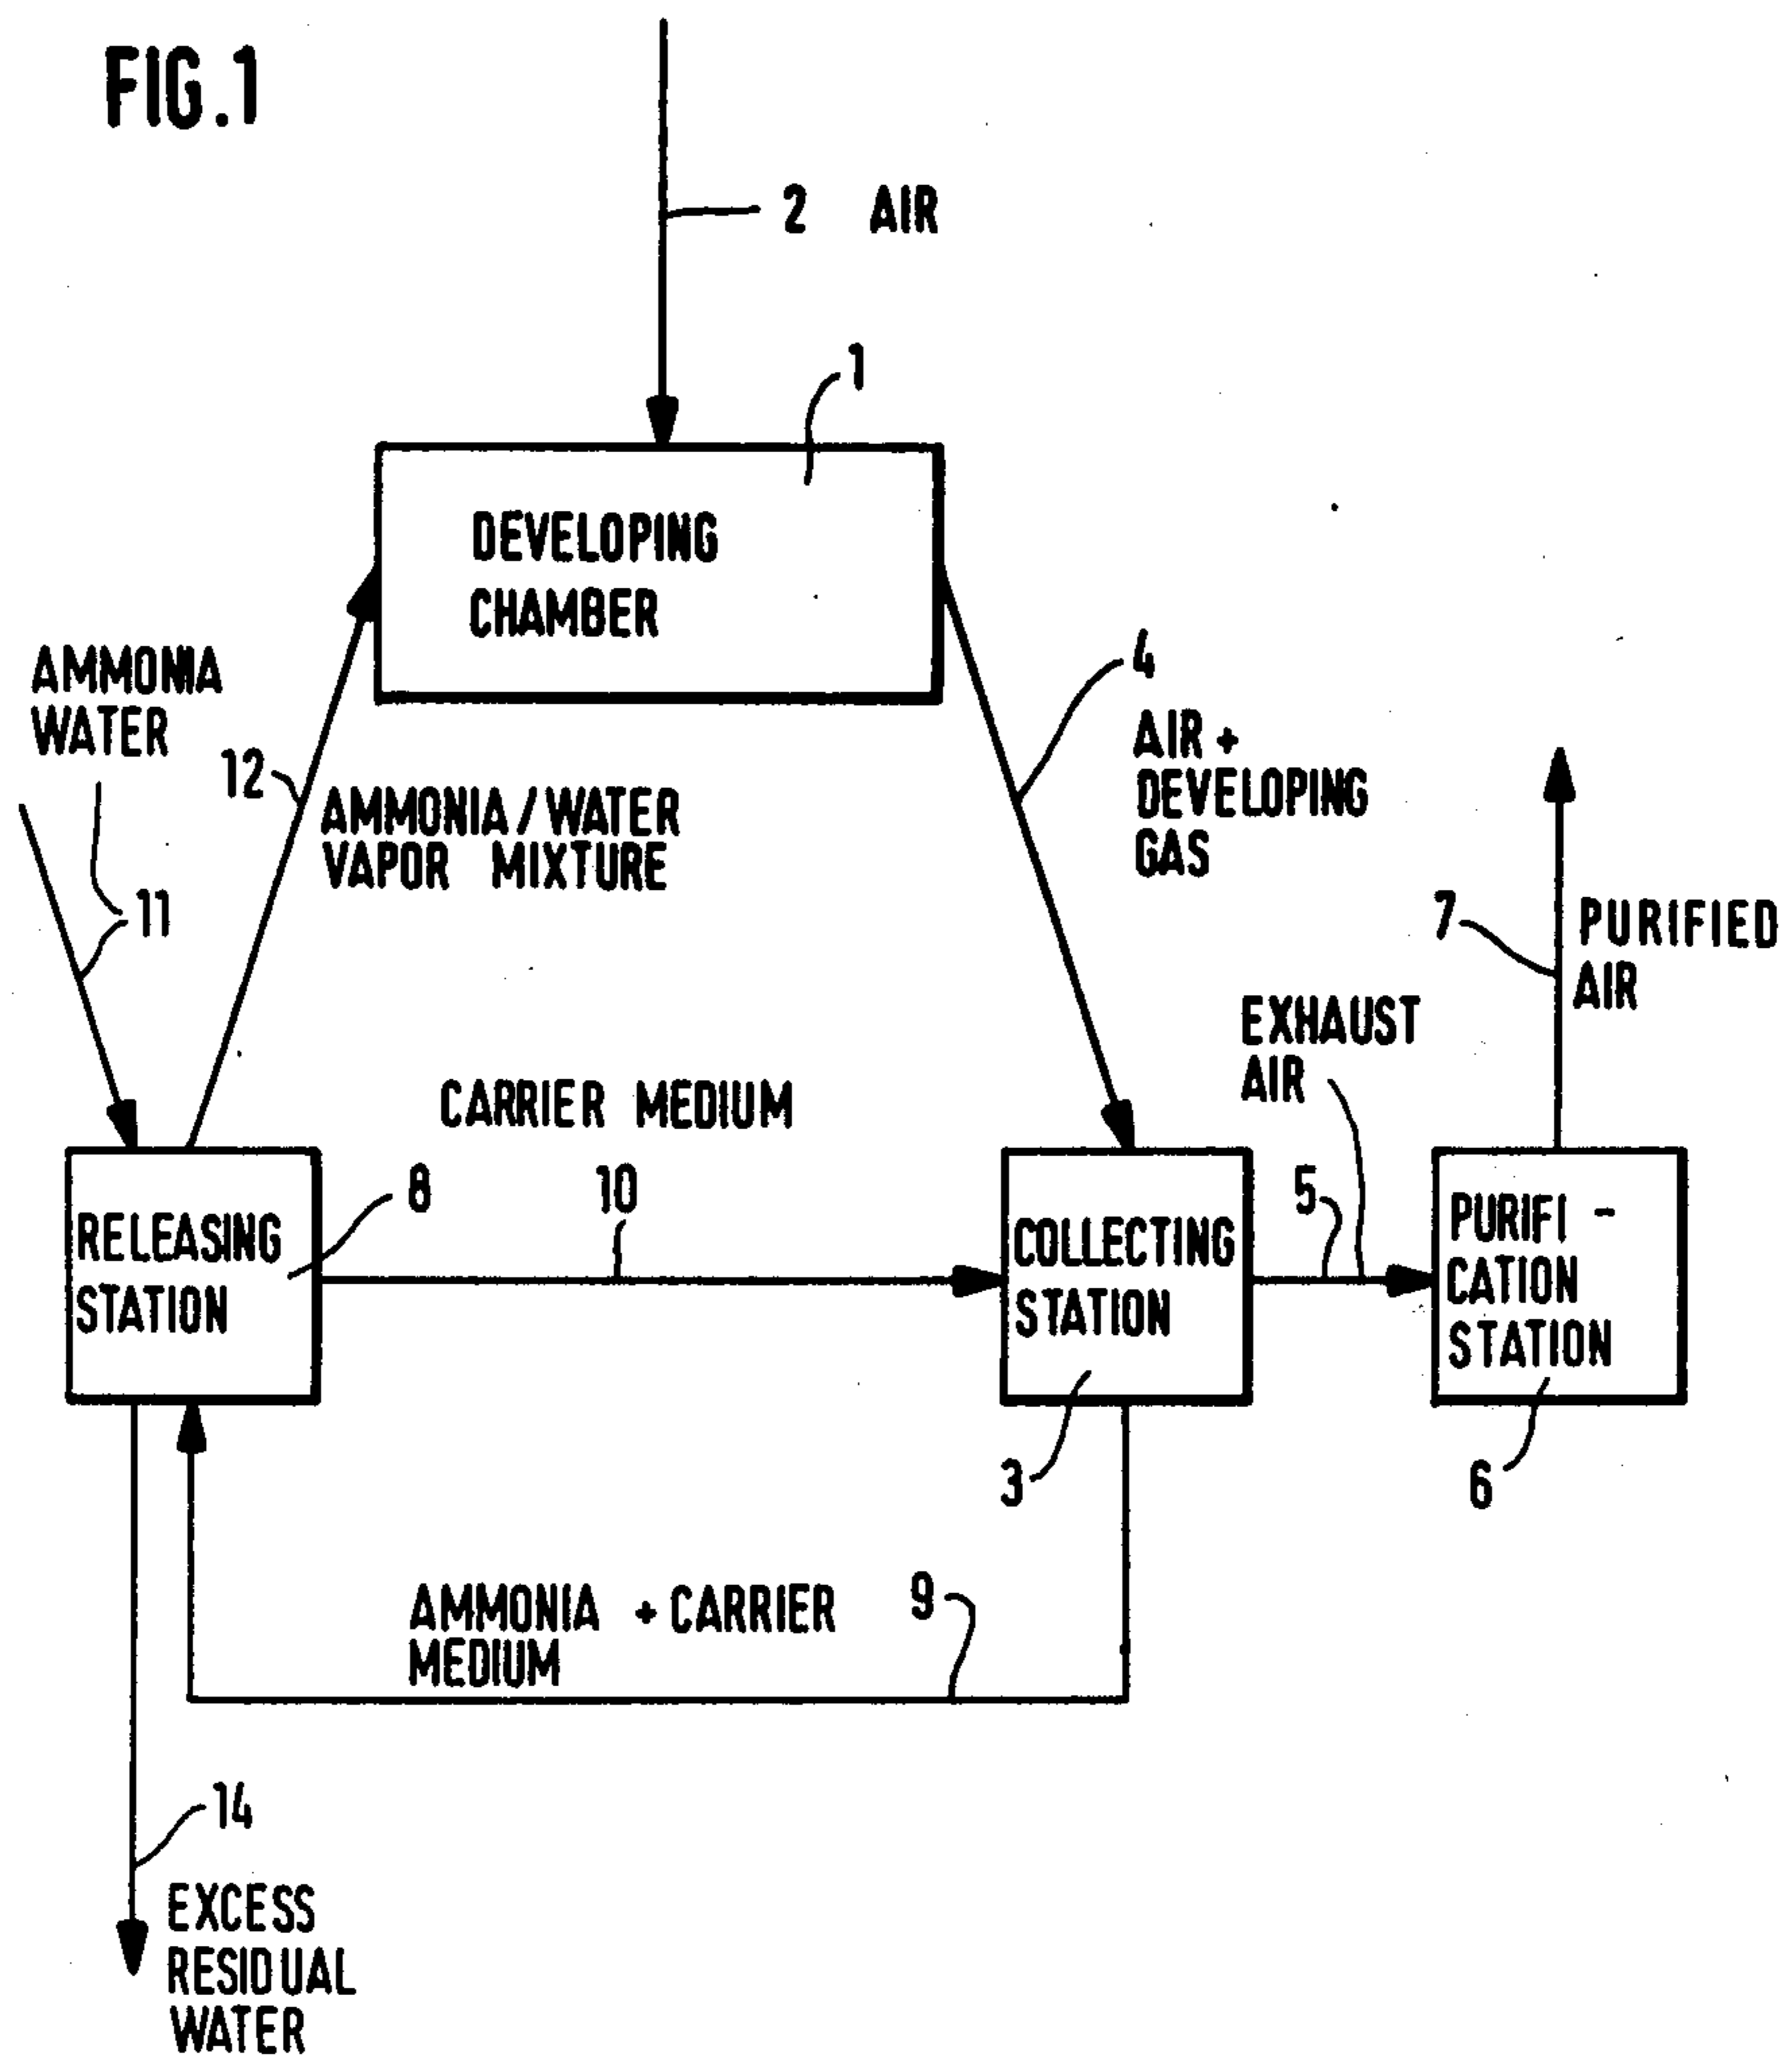 FIG.1
2 AIR
1
DEVELOPING
CHAMBER
4
AIR +
DEVELOPING
GAS
AMMONIA
WATER
12
AMMONIA/WATER
VAPOR MIXTURE
11
7
PURIFIED
AIR
EXHAUST
AIR
CARRIER MEDIUM
8
10
5
RELEASING
STATION
COLLECTING
STATION
PURIFI-
CATION
STATION
3
6
AMMONIA + CARRIER
MEDIUM
9
14
EXCESS
RESIDUAL
WATER